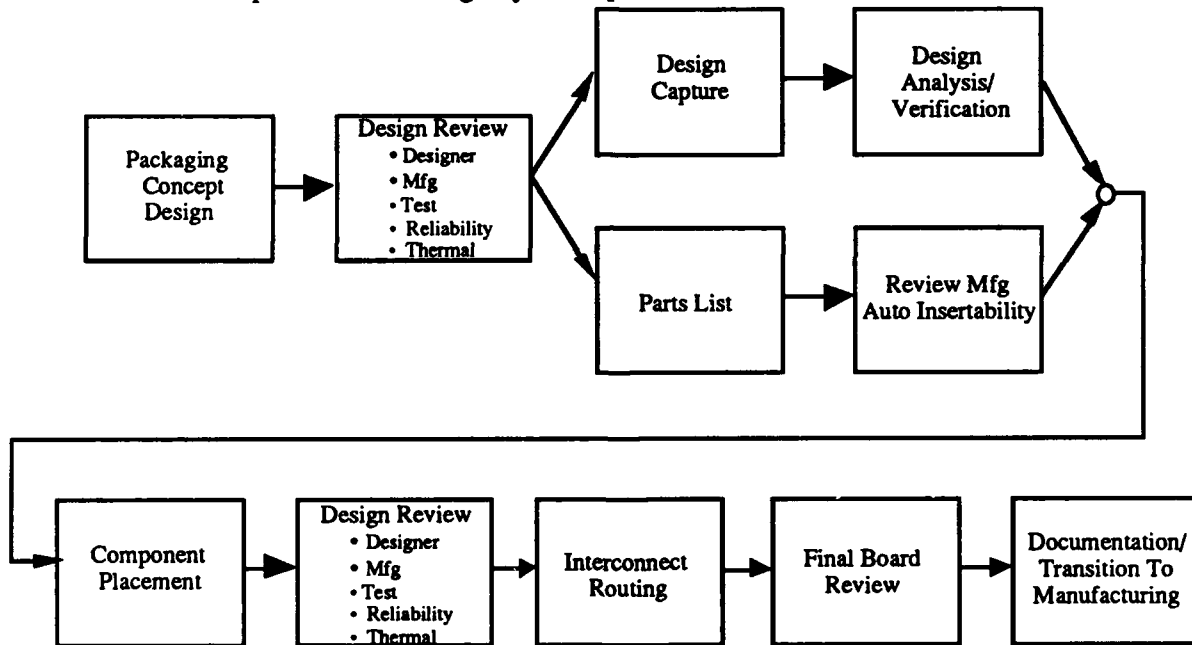 Packaging
Concept
Design
Design Review
• Designer
• Mfg
• Test
• Reliability
• Thermal
Design
Capture
Design
Analysis/
Verification
Parts List
Review Mfg
Auto Insertability
Component
Placement
Design Review
• Designer
• Mfg
• Test
• Reliability
• Thermal
Interconnect
Routing
Final Board
Review
Documentation/
Transition To
Manufacturing